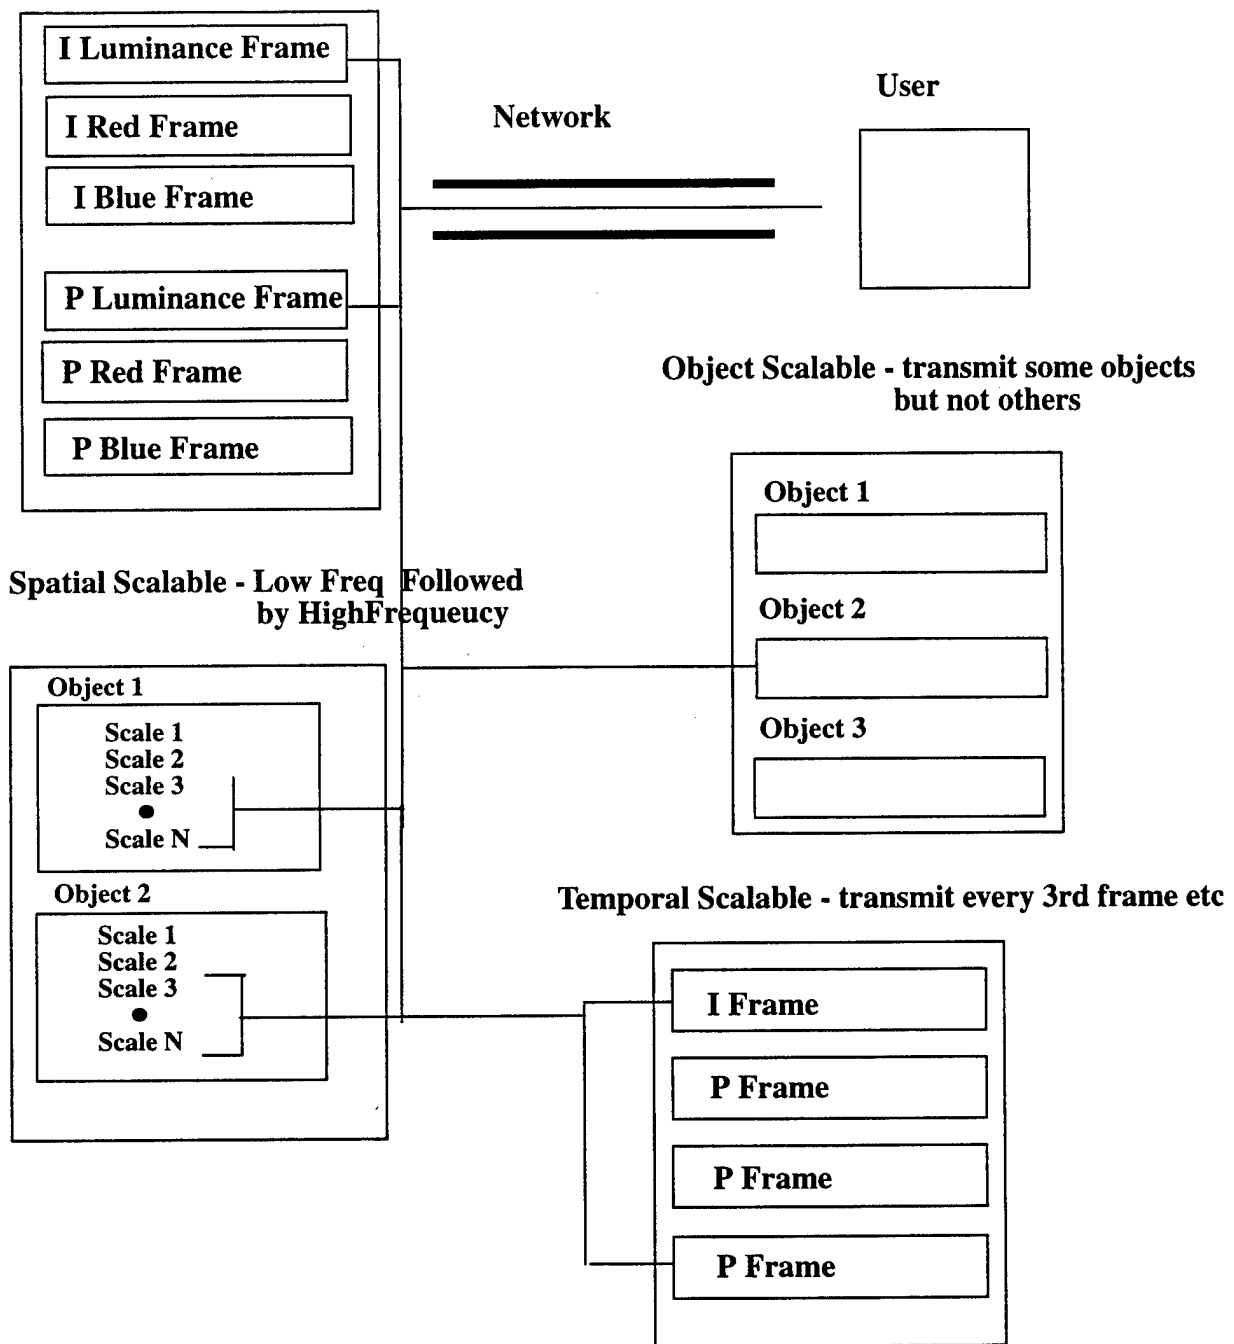 I Luminance Frame
I Red Frame
I Blue Frame
P Luminance Frame
P Red Frame
P Blue Frame
Network
User
Object Scalable - transmit some objects
but not others
Object 1
Object 2
Object 3
Spatial Scalable - Low Freq Followed
by HighFrequeucy
Object 1
Scale 1
Scale 2
Scale 3
Scale N
Object 2
Scale 1
Scale 2
Scale 3
Scale N
Temporal Scalable - transmit every 3rd frame etc
I Frame
P Frame
P Frame
P Frame